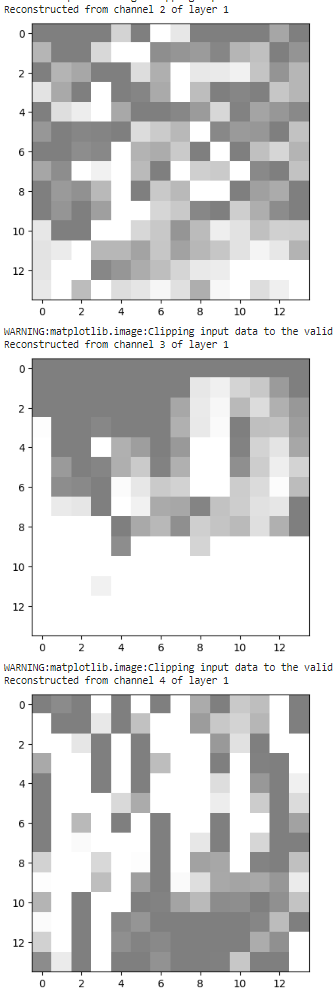 Reconstructed from channel 2 of layer 1
0
2
4
6
8
10
12
0 2 4 6 8 10 12
WARNING:matplotlib.image:Clipping input data to the valid
Reconstructed from channel 3 of layer 1
0
2
4
6
8
10
12
0 2 4 6 8 10 12
WARNING:matplotlib.image:Clipping input data to the valid
Reconstructed from channel 4 of layer 1
0
2
4
6
8
10
12
0 2 4 6 8 10 12